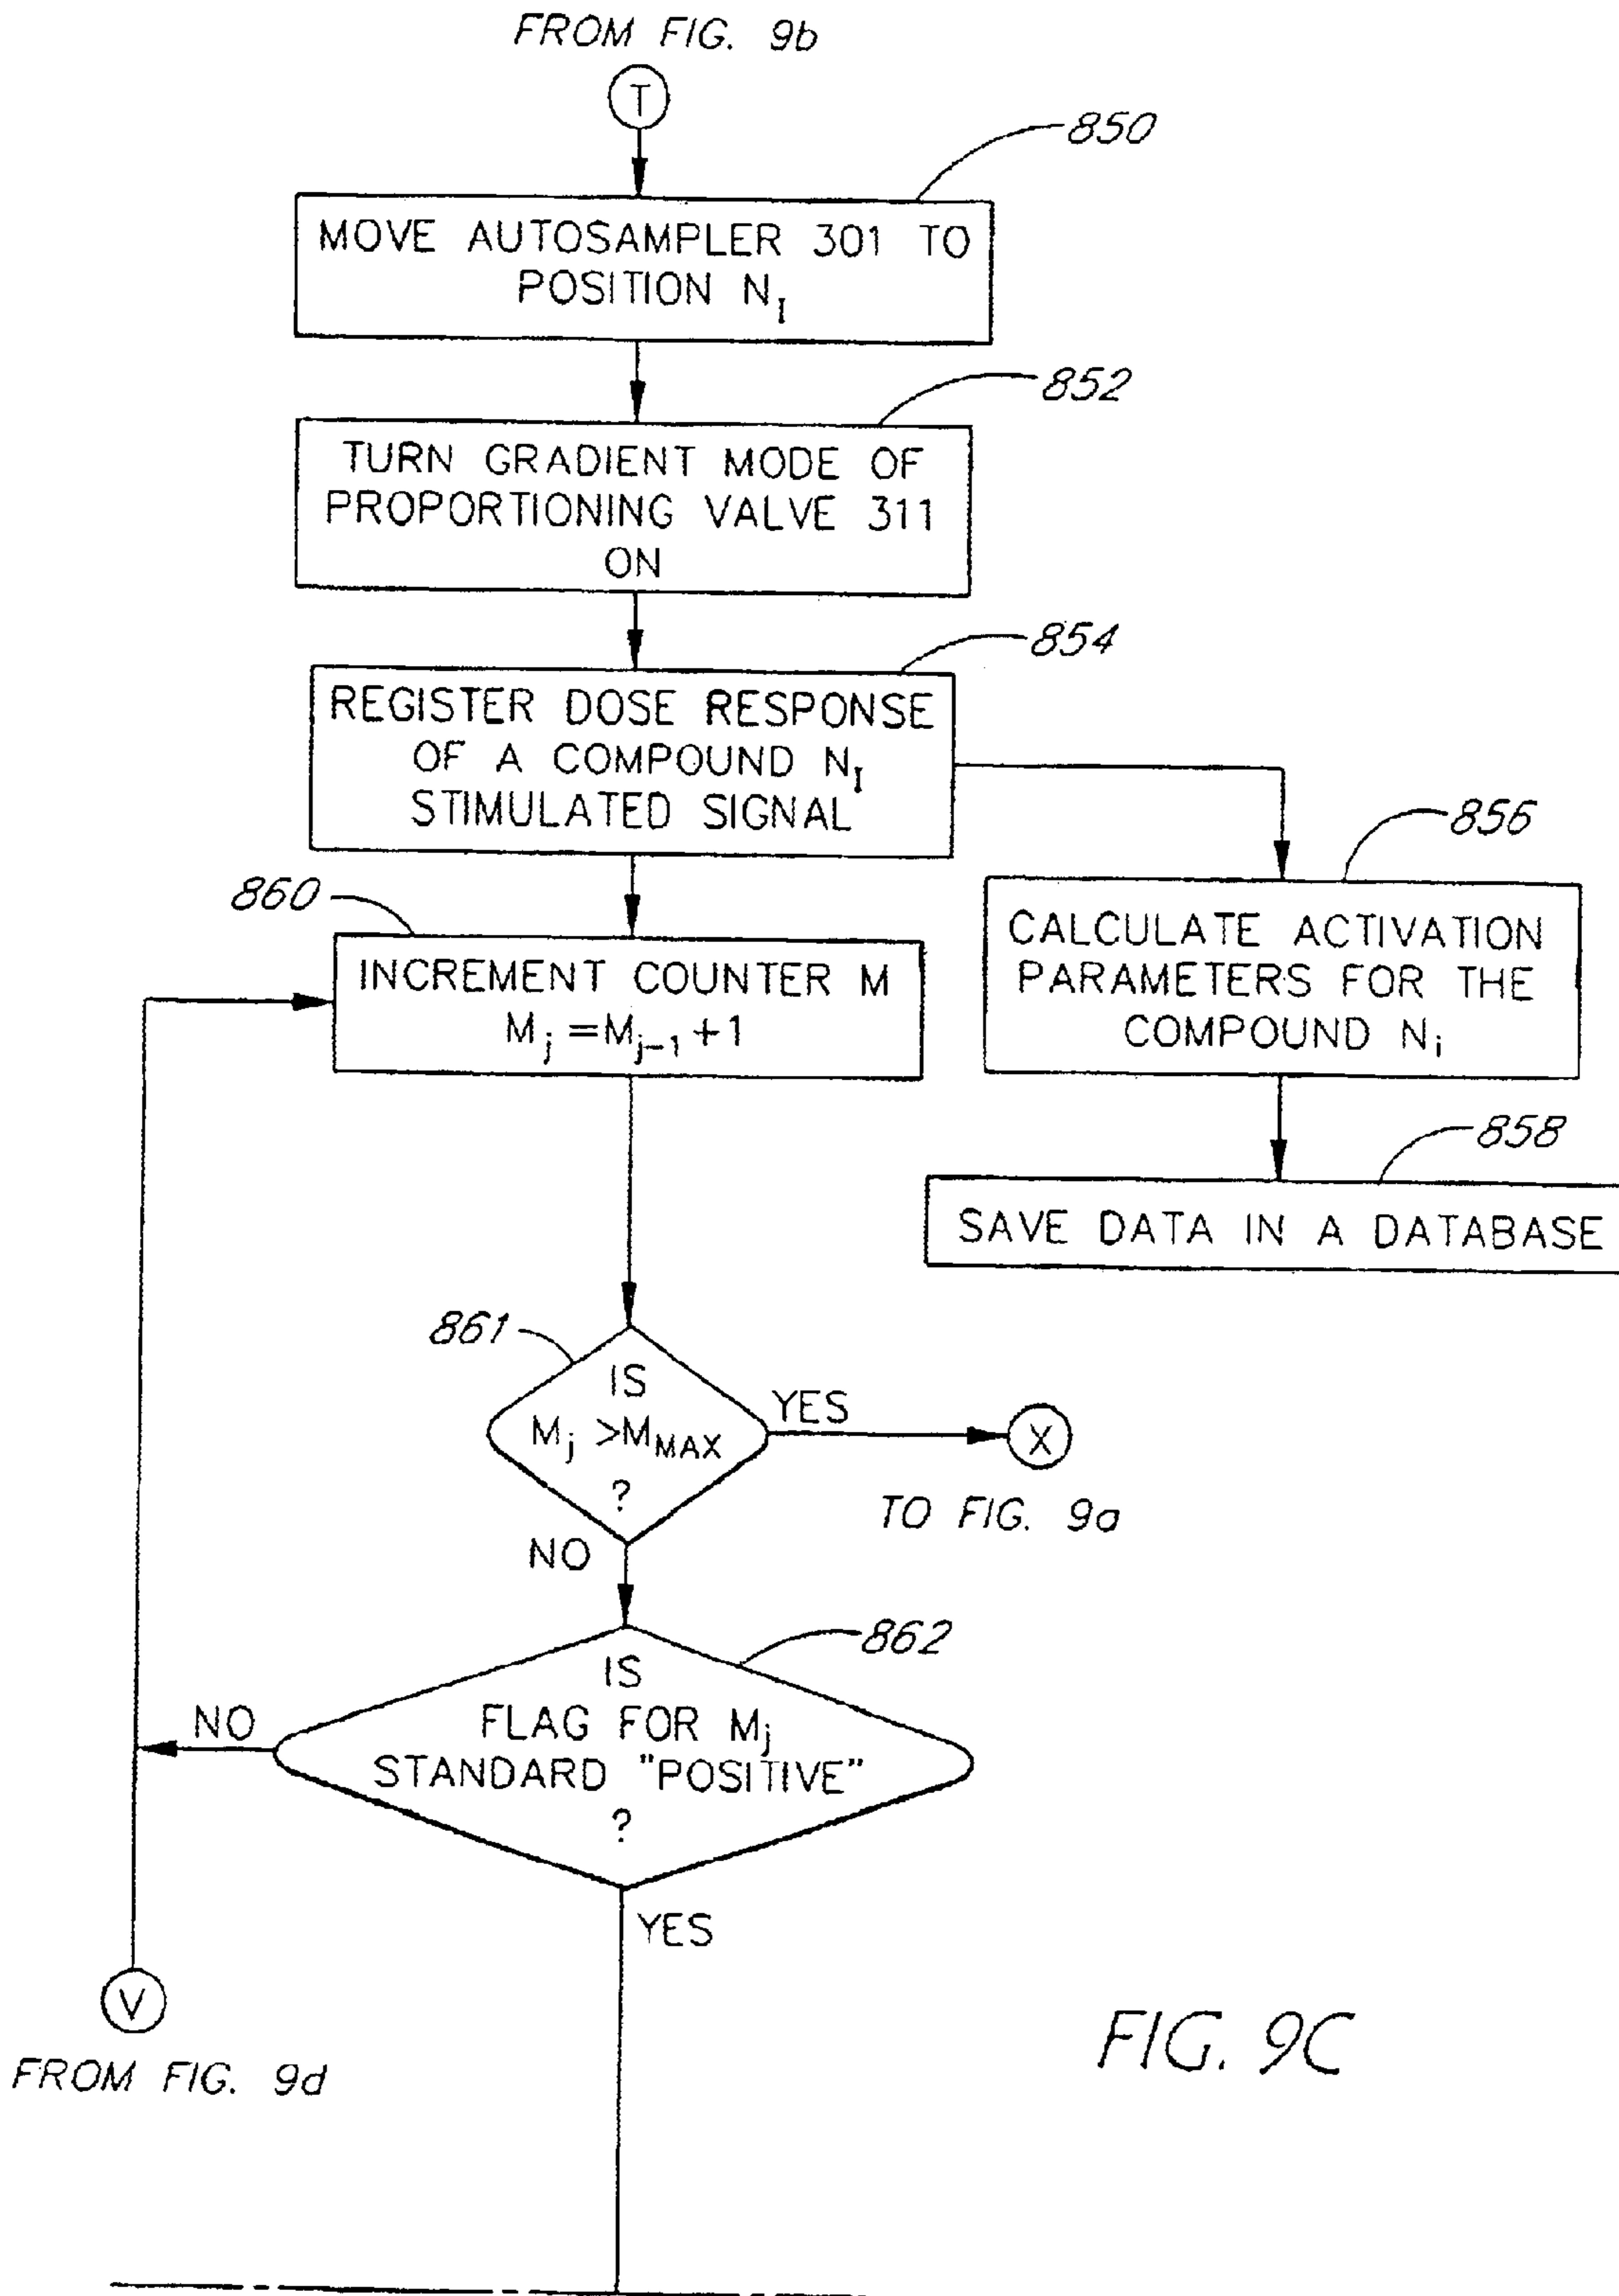 FROM FIG. 9b
T
850
MOVE AUTOSAMPLER 301 TO
POSITION N_I
852
TURN GRADIENT MODE OF
PROPORTIONING VALVE 311
ON
854
REGISTER DOSE RESPONSE
OF A COMPOUND N_I
STIMULATED SIGNAL
856
CALCULATE ACTIVATION
PARAMETERS FOR THE
COMPOUND N_i
858
SAVE DATA IN A DATABASE
860
INCREMENT COUNTER M
M_j = M_{j-1} + 1
861
IS
M_j > M_MAX
?
YES
X
TO FIG. 9a
NO
862
IS
FLAG FOR M_j
STANDARD "POSITIVE"
?
NO
YES
V
FROM FIG. 9d
FIG. 9C